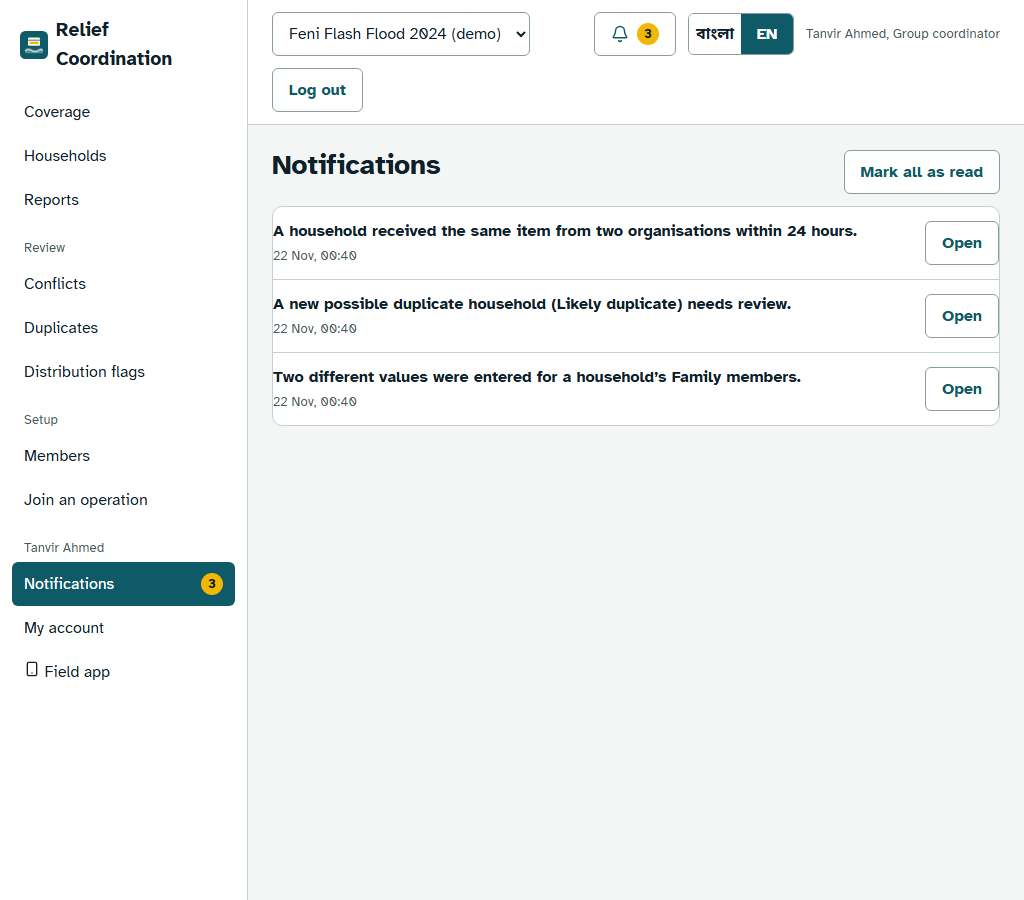 Relief
Coordination
Coverage
Households
Reports
Review
Conflicts
Duplicates
Distribution flags
Setup
Members
Join an operation
Tanvir Ahmed
Notifications 3
My account
Field app
Feni Flash Flood 2024 (demo)
3
বাংলা EN
Tanvir Ahmed, Group coordinator
Log out
Notifications
Mark all as read
A household received the same item from two organisations within 24 hours.
22 Nov, 00:40
Open
A new possible duplicate household (Likely duplicate) needs review.
22 Nov, 00:40
Open
Two different values were entered for a household’s Family members.
22 Nov, 00:40
Open